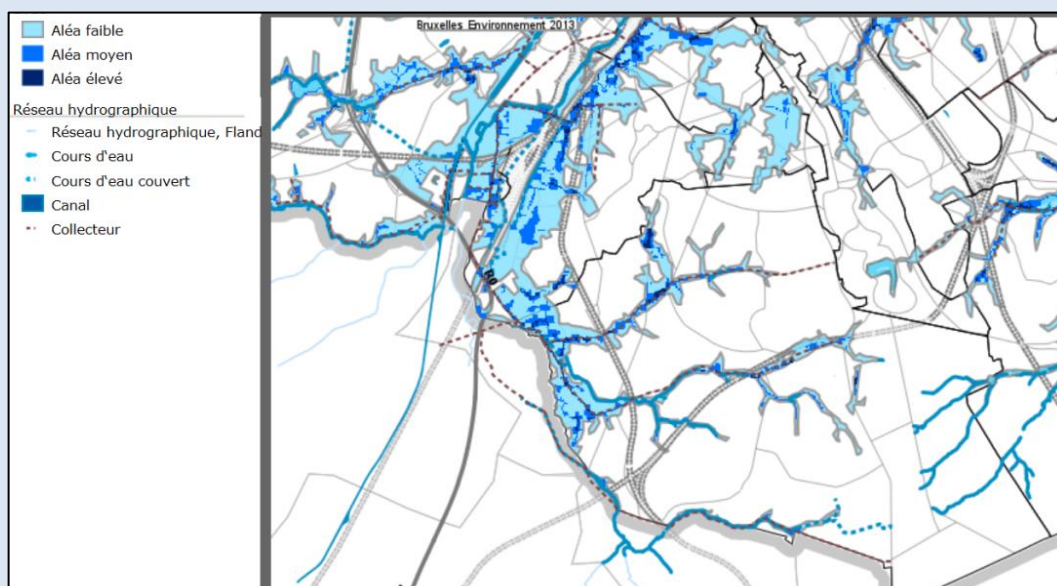 Aléa faible
Aléa moyen
Aléa élevé
Réseau hydrographique
Réseau hydrographique, Fland
Cours d'eau
Cours d'eau couvert
Canal
Collecteur
Bruxelles Environnement 2013
R0